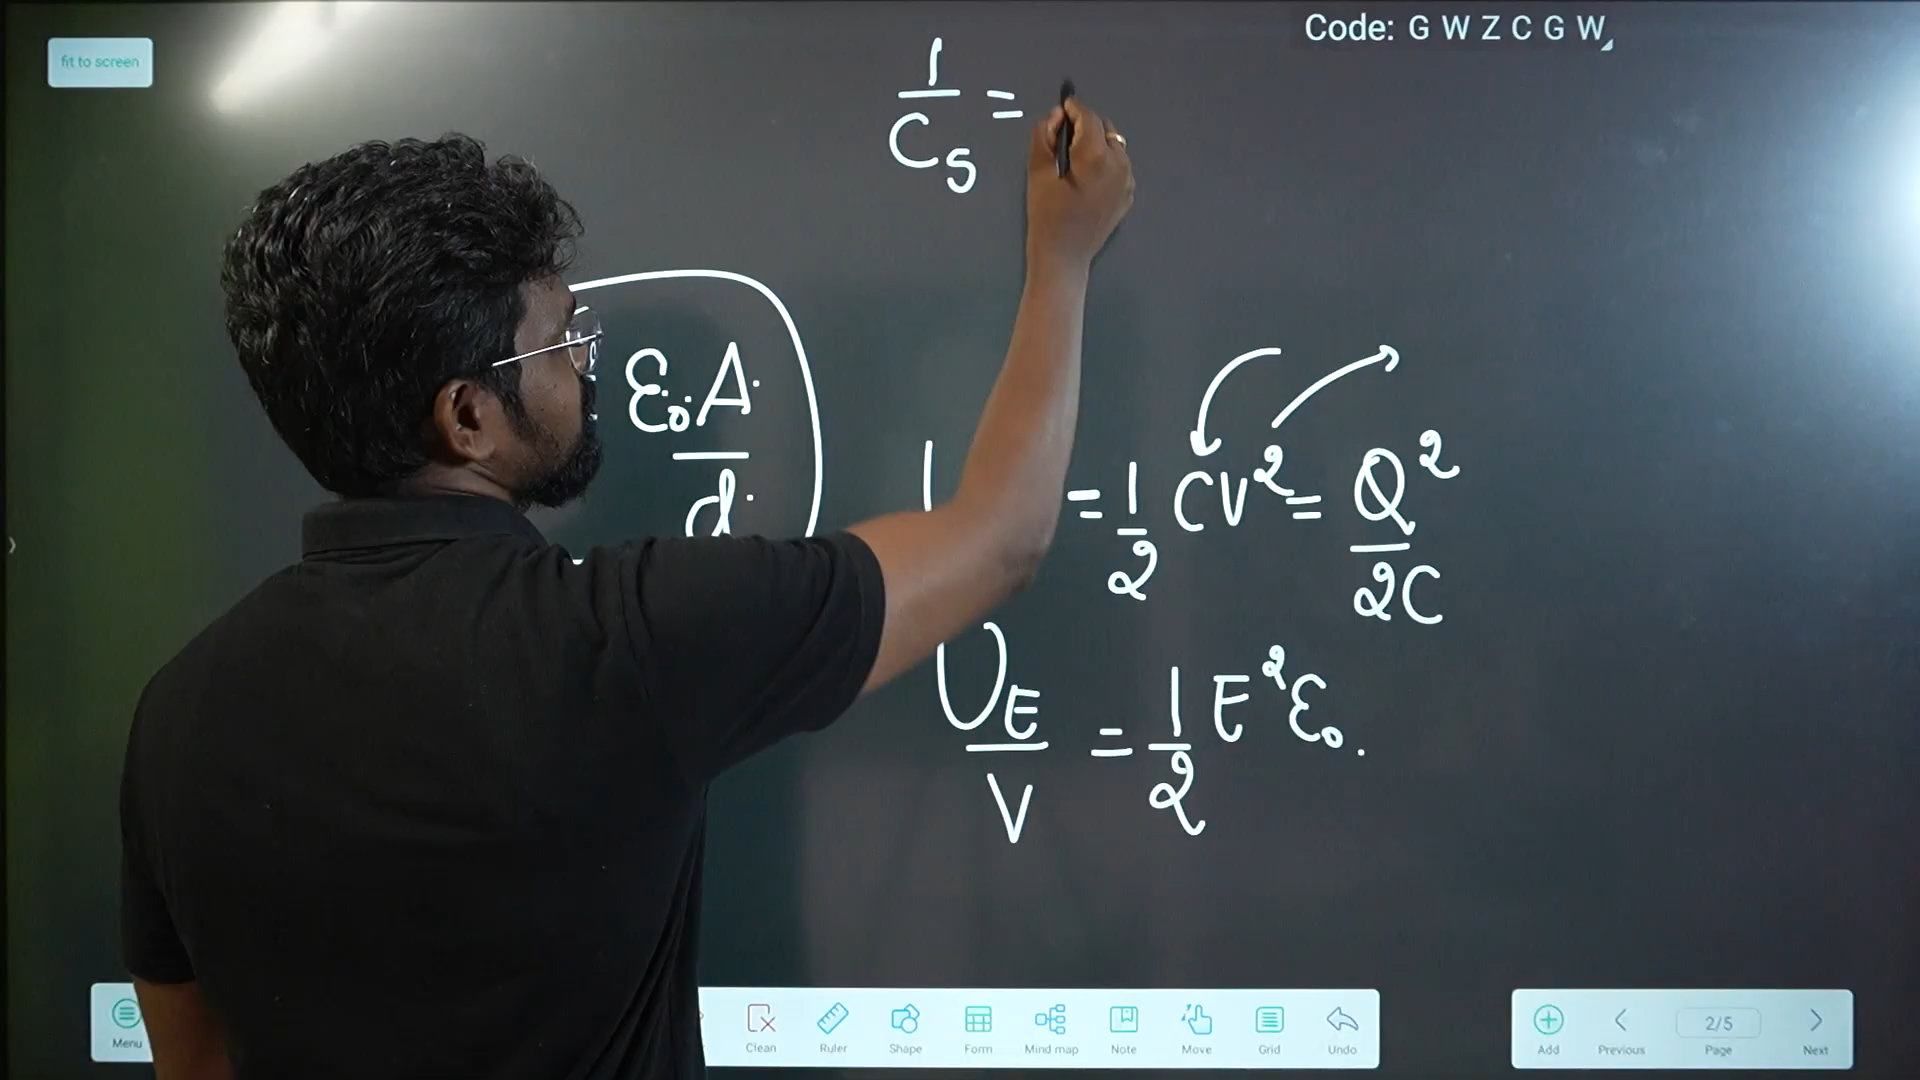 fit to screen
Code: G W Z C G W
1/C_S =
ε₀A/d
= 1/2 CV² = Q²/2C
U_E/V = 1/2 E²ε₀.
Menu
Clean
Ruler
Shape
Form
Mind map
Note
Move
Grid
Undo
Add
Previous
2/5
Page
Next